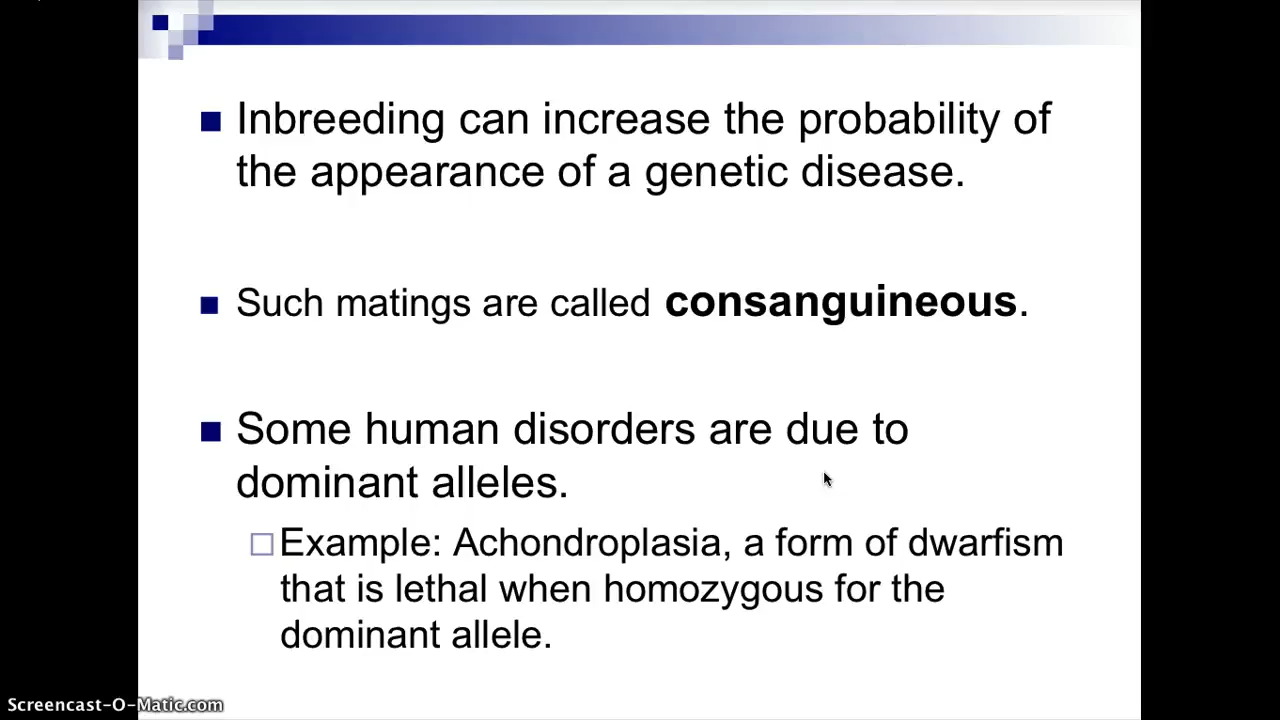 Inbreeding can increase the probability of
the appearance of a genetic disease.
Such matings are called consanguineous.
Some human disorders are due to
dominant alleles.
Example: Achondroplasia, a form of dwarfism
that is lethal when homozygous for the
dominant allele.
Screencast-O-Matic.com